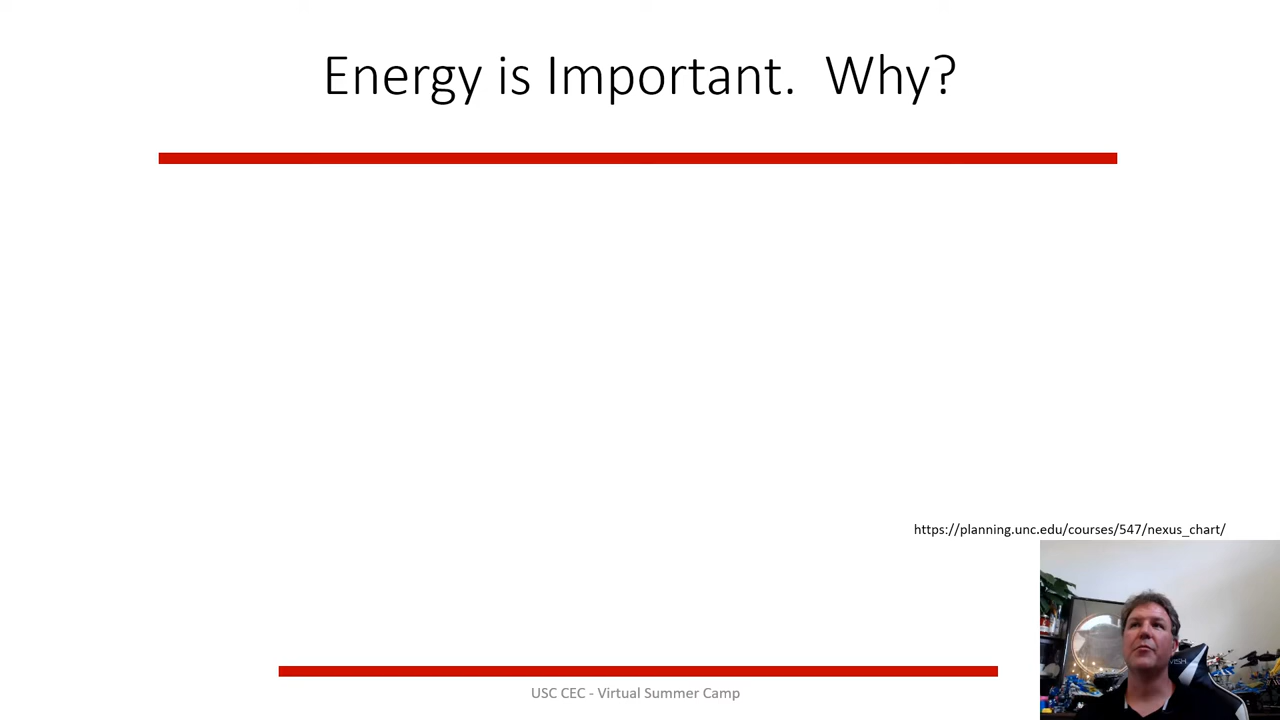 Energy is Important.  Why?
https://planning.unc.edu/courses/547/nexus_chart/
USC CEC - Virtual Summer Camp